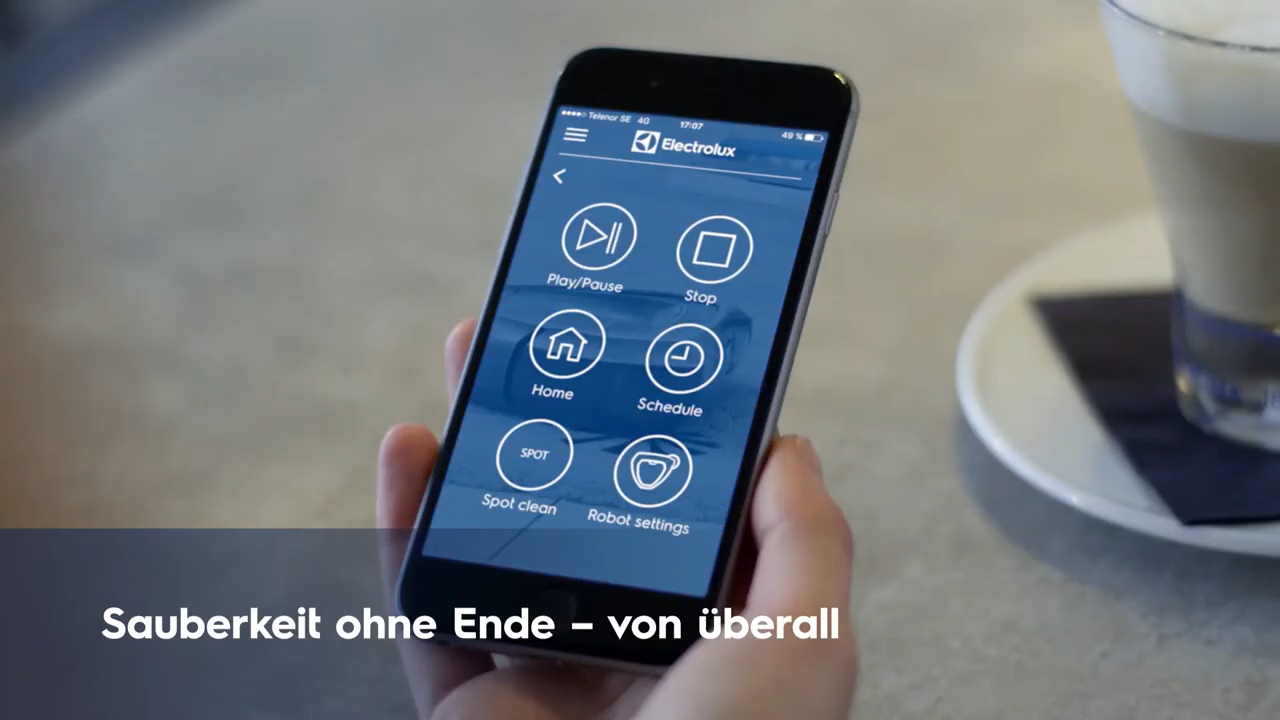 Telenor SE 4G 17:07 49 %
Electrolux
Play/Pause Stop
Home Schedule
SPOT
Spot clean Robot settings
Sauberkeit ohne Ende – von überall